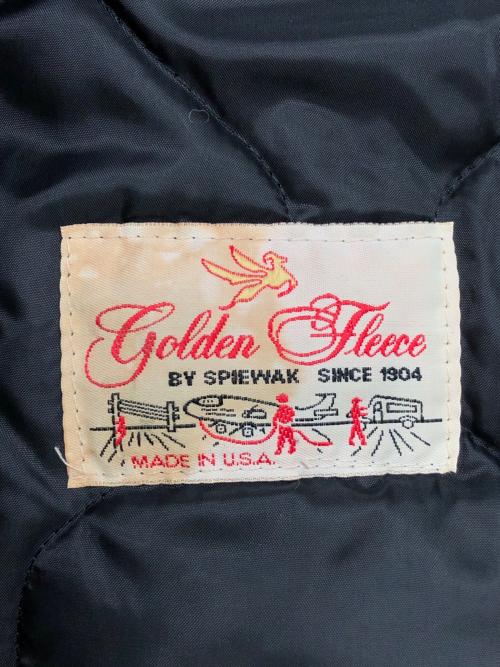 Golden Fleece
BY SPIEWAK SINCE 1904
MADE IN U.S.A.